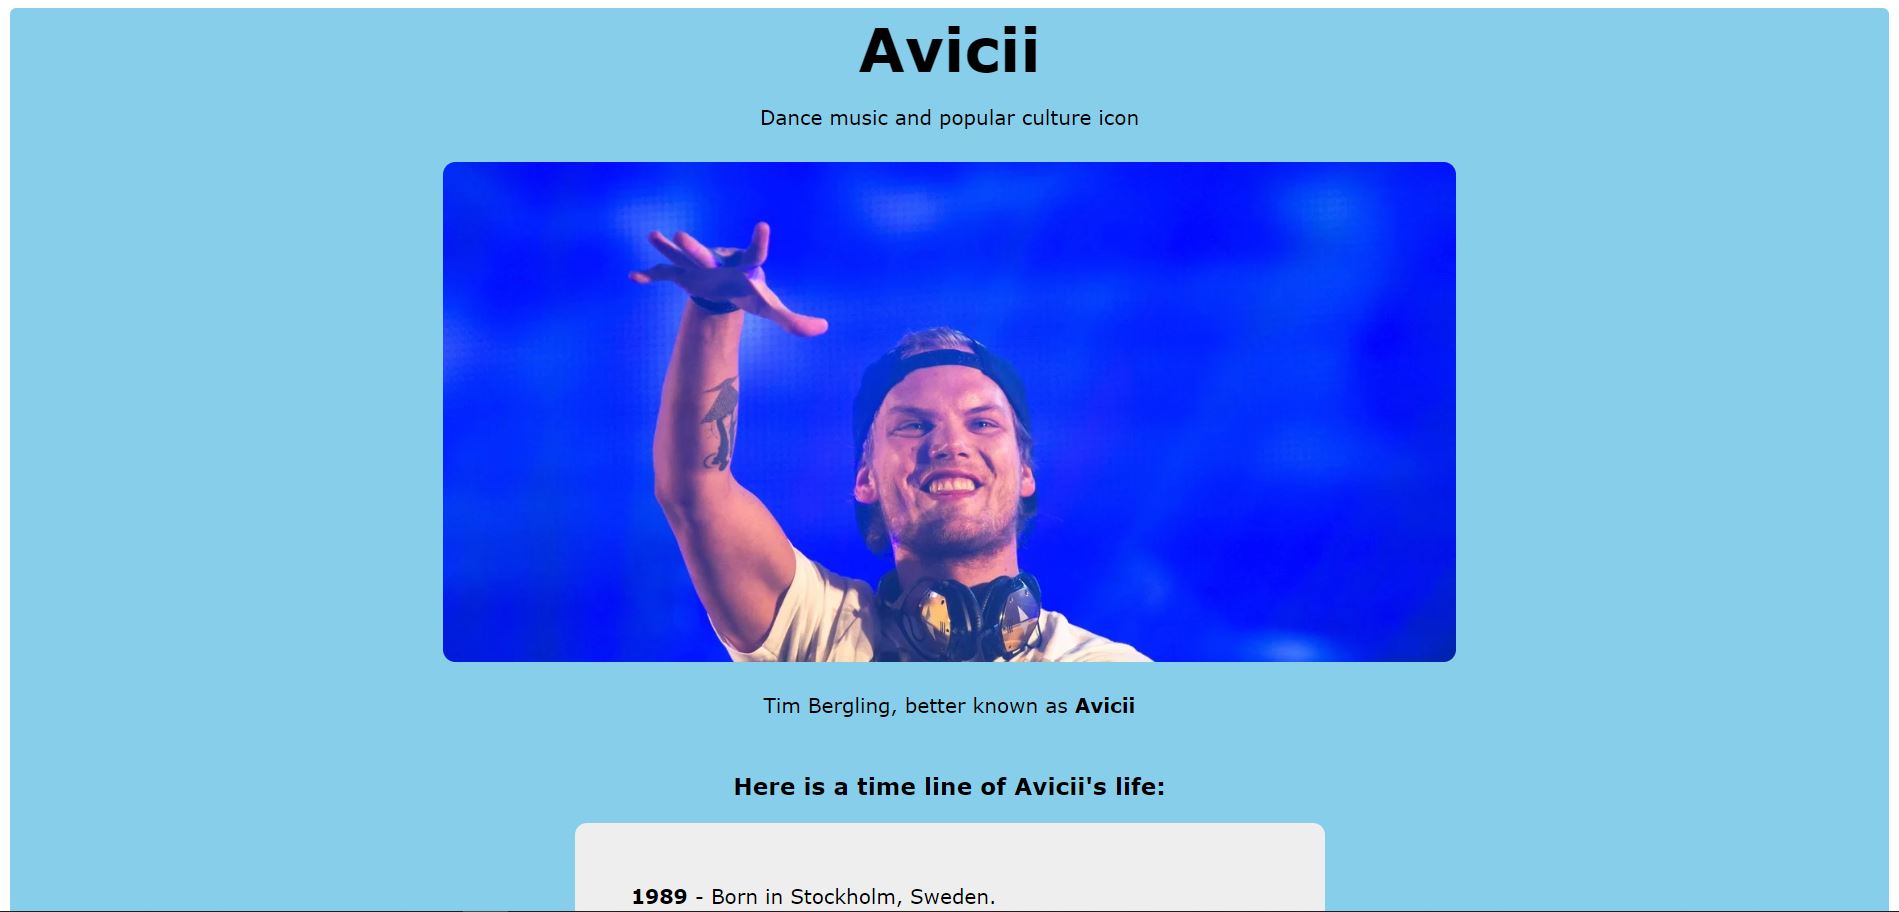 Avicii
Dance music and popular culture icon
Tim Bergling, better known as Avicii
Here is a time line of Avicii's life:
1989 - Born in Stockholm, Sweden.